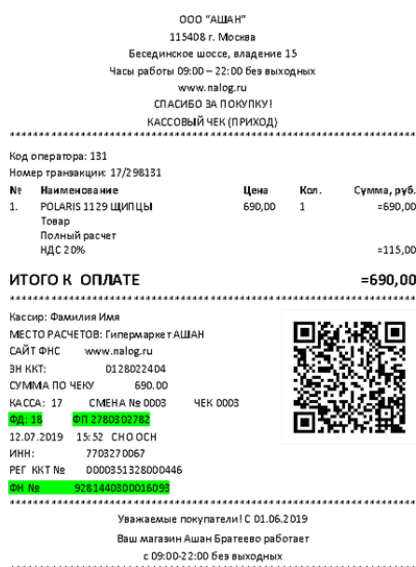 ООО "АШАН"
115408 г. Москва
Бесединское шоссе, владение 15
Часы работы 09:00 – 22:00 без выходных
www.nalog.ru
СПАСИБО ЗА ПОКУПКУ!
КАССОВЫЙ ЧЕК (ПРИХОД)
Код оператора: 131
Номер транзакции: 17/298131
№ Наименование Цена Кол. Сумма, руб.
1. POLARIS 1129 ЩИПЦЫ 690,00 1 =690,00
Товар
Полный расчет
НДС 20% =115,00
ИТОГО К ОПЛАТЕ =690,00
Кассир: Фамилия Имя
МЕСТО РАСЧЕТОВ: Гипермаркет АШАН
САЙТ ФНС www.nalog.ru
ЗН ККТ: 0128022404
СУММА ПО ЧЕКУ 690.00
КАССА: 17 СМЕНА № 0003 ЧЕК 0003
ФД: 18 ФП 2780302782
12.07.2019 15:52 СНО ОСН
ИНН: 7703270067
РЕГ ККТ № 0000351328000446
ФН № 9281440300016093
Уважаемые покупатели! С 01.06.2019
Ваш магазин Ашан Братеево работает
с 09:00-22:00 без выходных